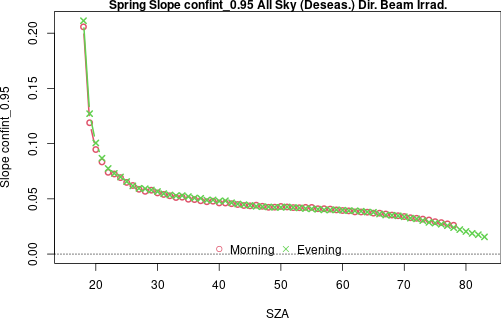 Spring Slope confint_0.95 All Sky (Deseas.) Dir. Beam Irrad.
Slope confint_0.95
0.20
0.15
0.10
0.05
0.00
Morning Evening
20 30 40 50 60 70 80
SZA